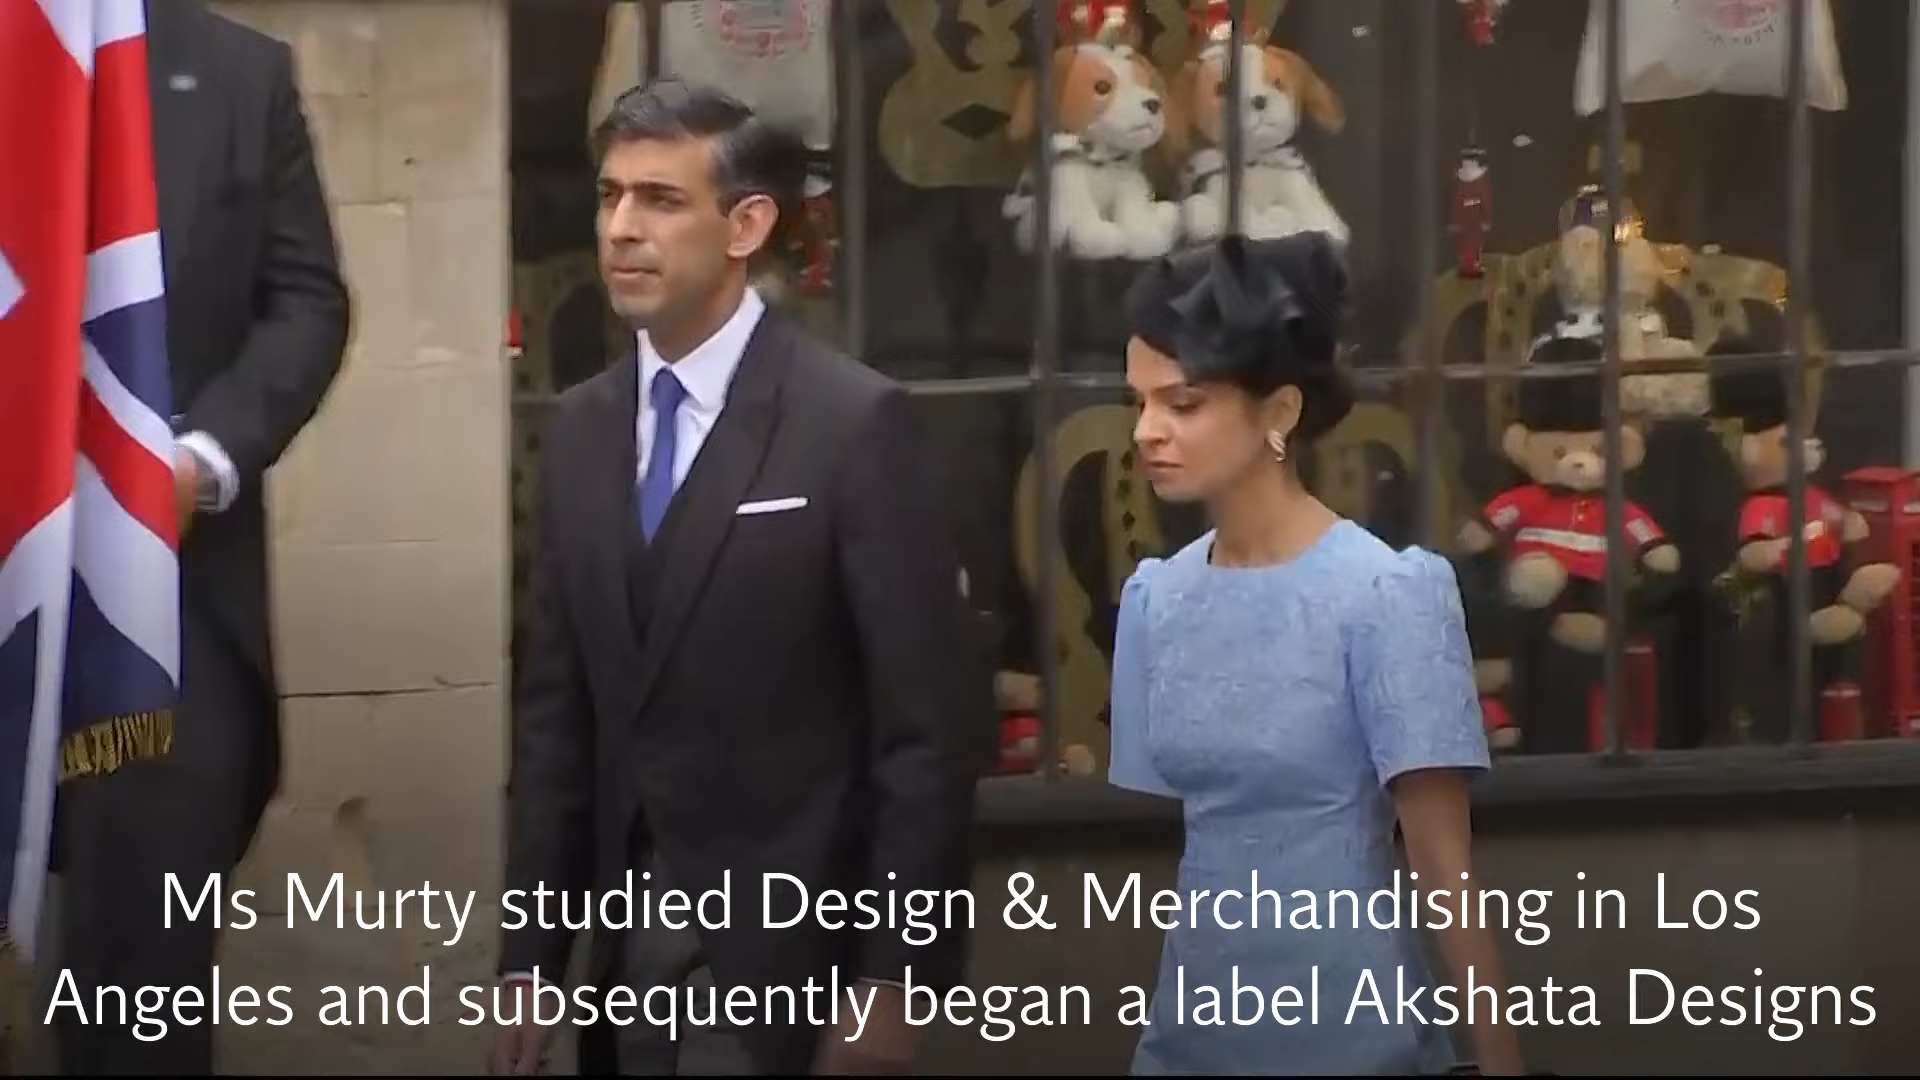 Ms Murty studied Design & Merchandising in Los
Angeles and subsequently began a label Akshata Designs